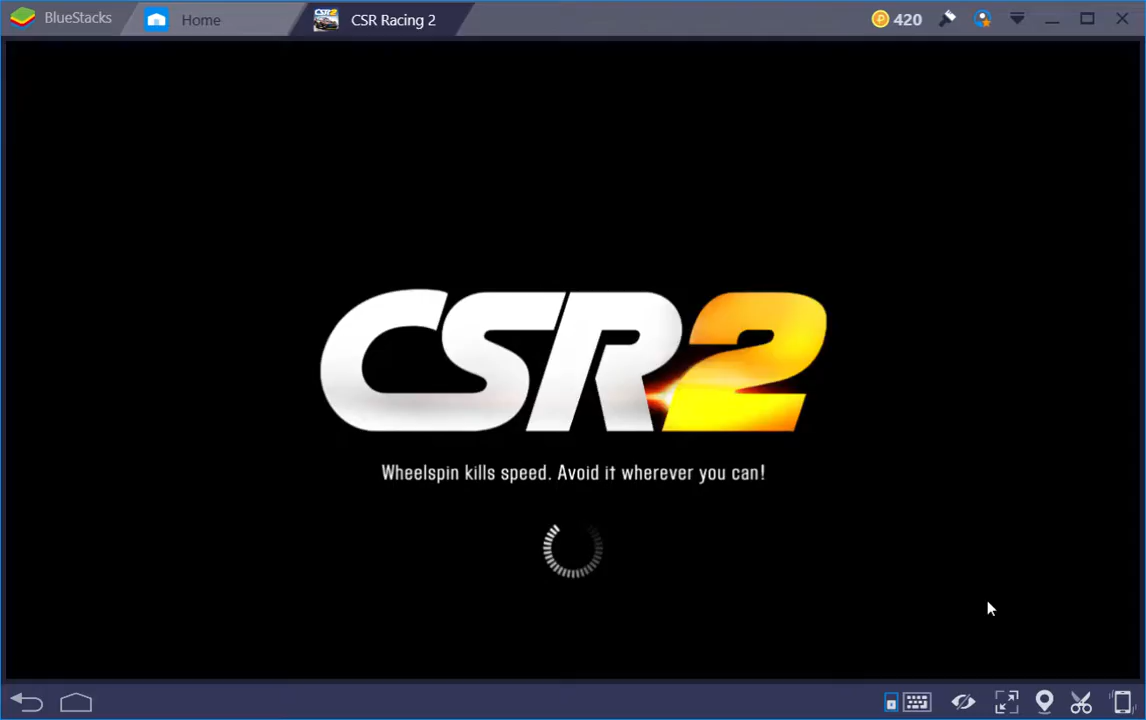 BlueStacks Home CSR Racing 2 420
CSR2
Wheelspin kills speed. Avoid it wherever you can!